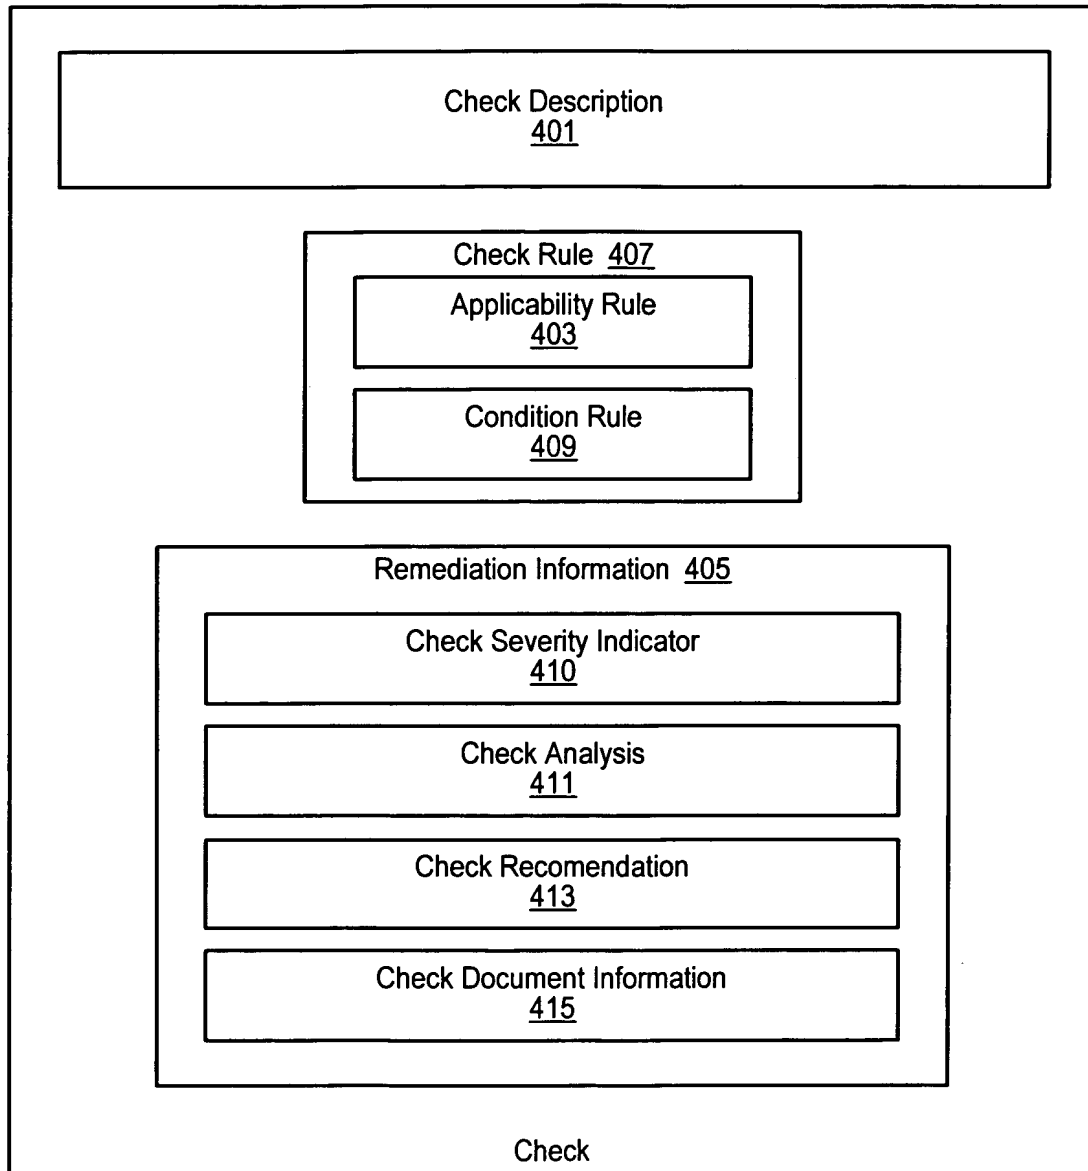 Check Description
401
Check Rule 407
Applicability Rule
403
Condition Rule
409
Remediation Information 405
Check Severity Indicator
410
Check Analysis
411
Check Recomendation
413
Check Document Information
415
Check